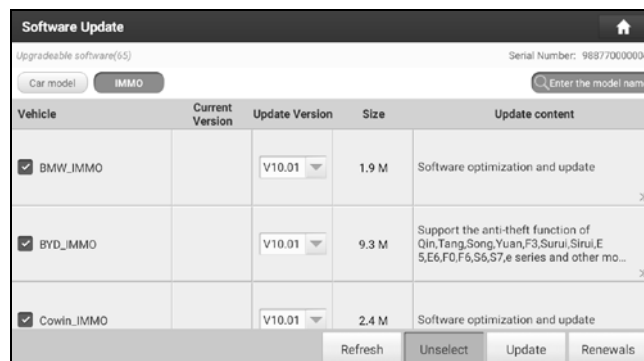 Software Update
Upgradeable software(65)
Serial Number: 98877000000
Car model
IMMO
Enter the model name
Vehicle
Current
Version
Update Version
Size
Update content
BMW_IMMO
V10.01
1.9 M
Software optimization and update
BYD_IMMO
V10.01
9.3 M
Support the anti-theft function of
Qin,Tang,Song,Yuan,F3,Surui,Sirui,E
5,E6,F0,F6,S6,S7,e series and other mo...
Cowin_IMMO
V10.01
2.4 M
Software optimization and update
Refresh
Unselect
Update
Renewals